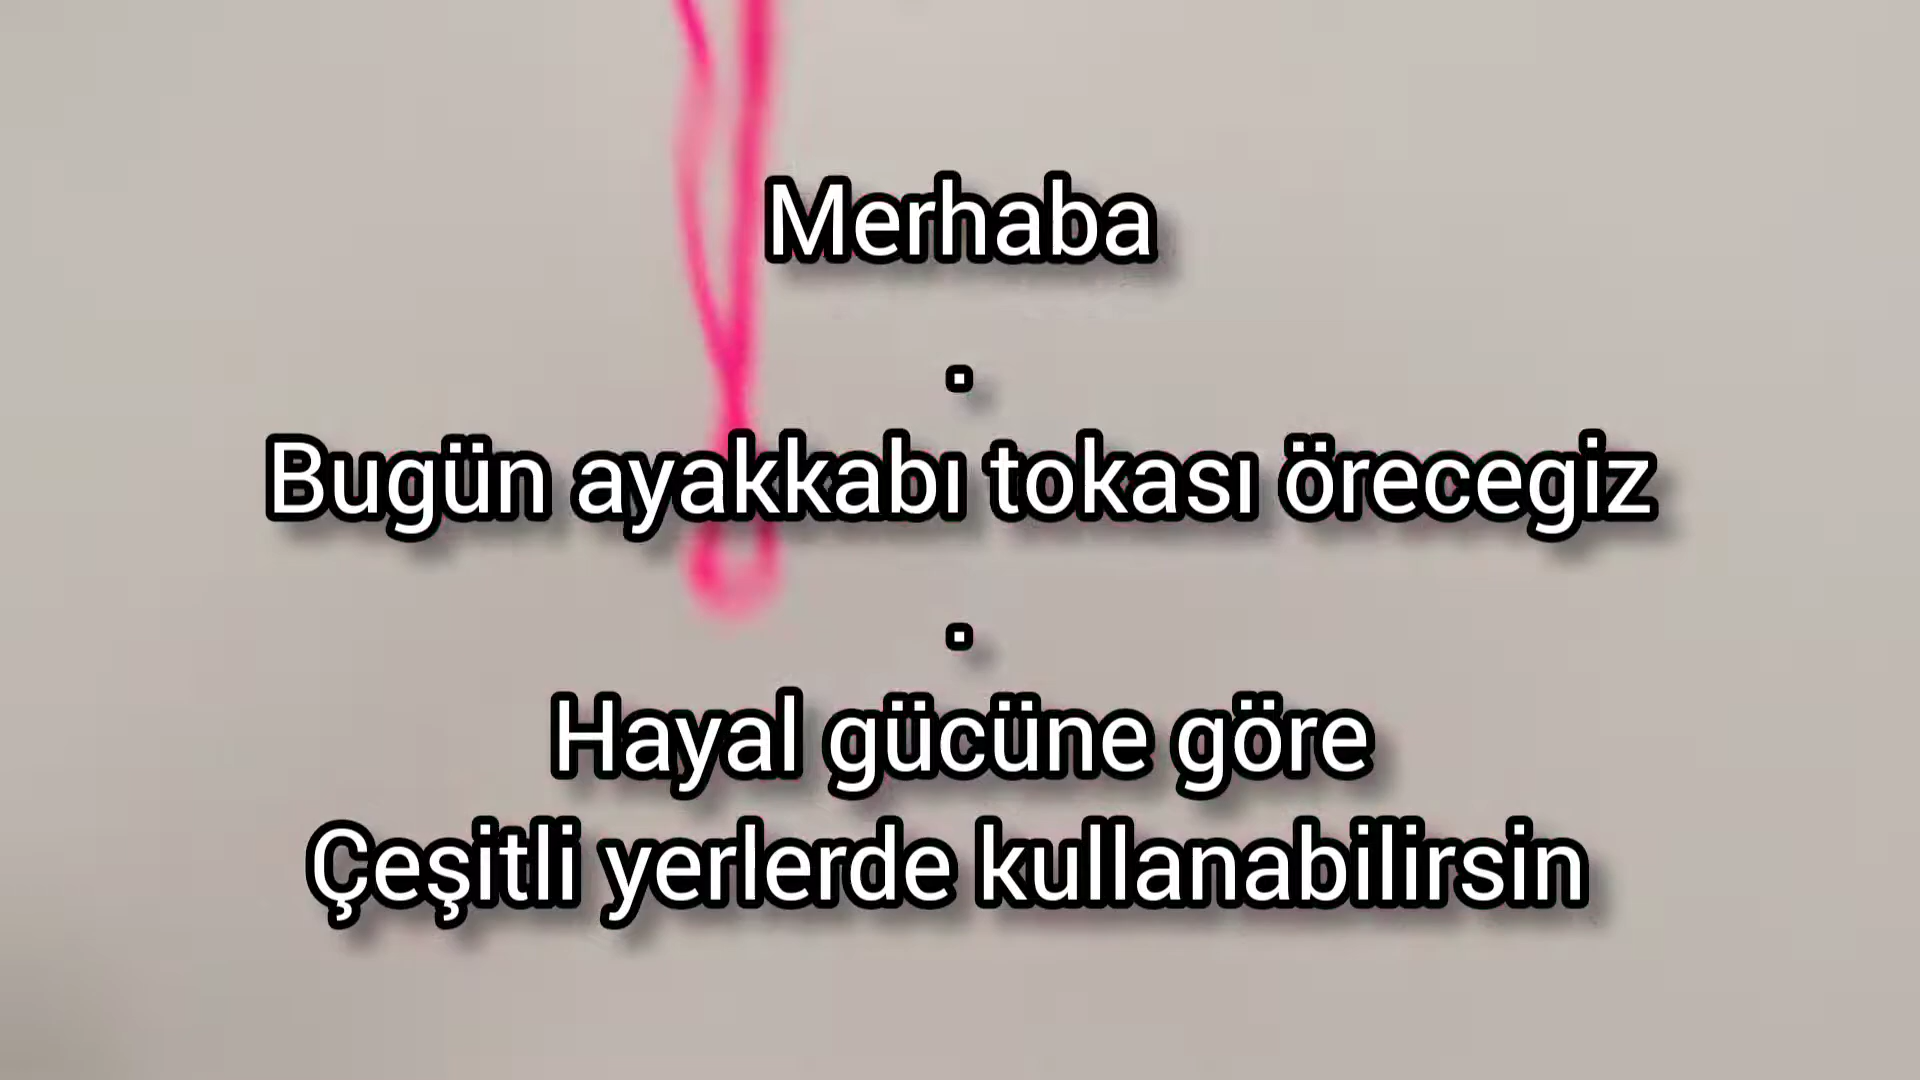 Merhaba
.
Bugün ayakkabı tokası örecegiz
.
Hayal gücüne göre
Çeşitli yerlerde kullanabilirsin